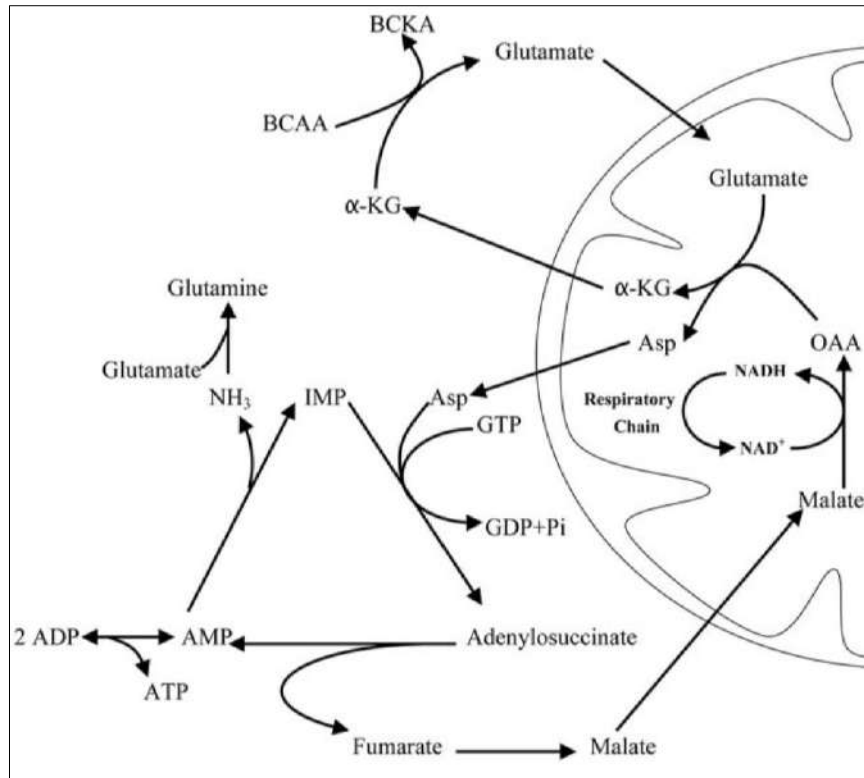 BCKA
Glutamate
BCAA
Glutamate
α-KG
Glutamine
α-KG
Asp
OAA
Glutamate
NADH
NH₃
IMP
Asp
Respiratory
Chain
GTP
NAD⁺
Malate
GDP+Pi
2 ADP
AMP
Adenylosuccinate
ATP
Fumarate
Malate